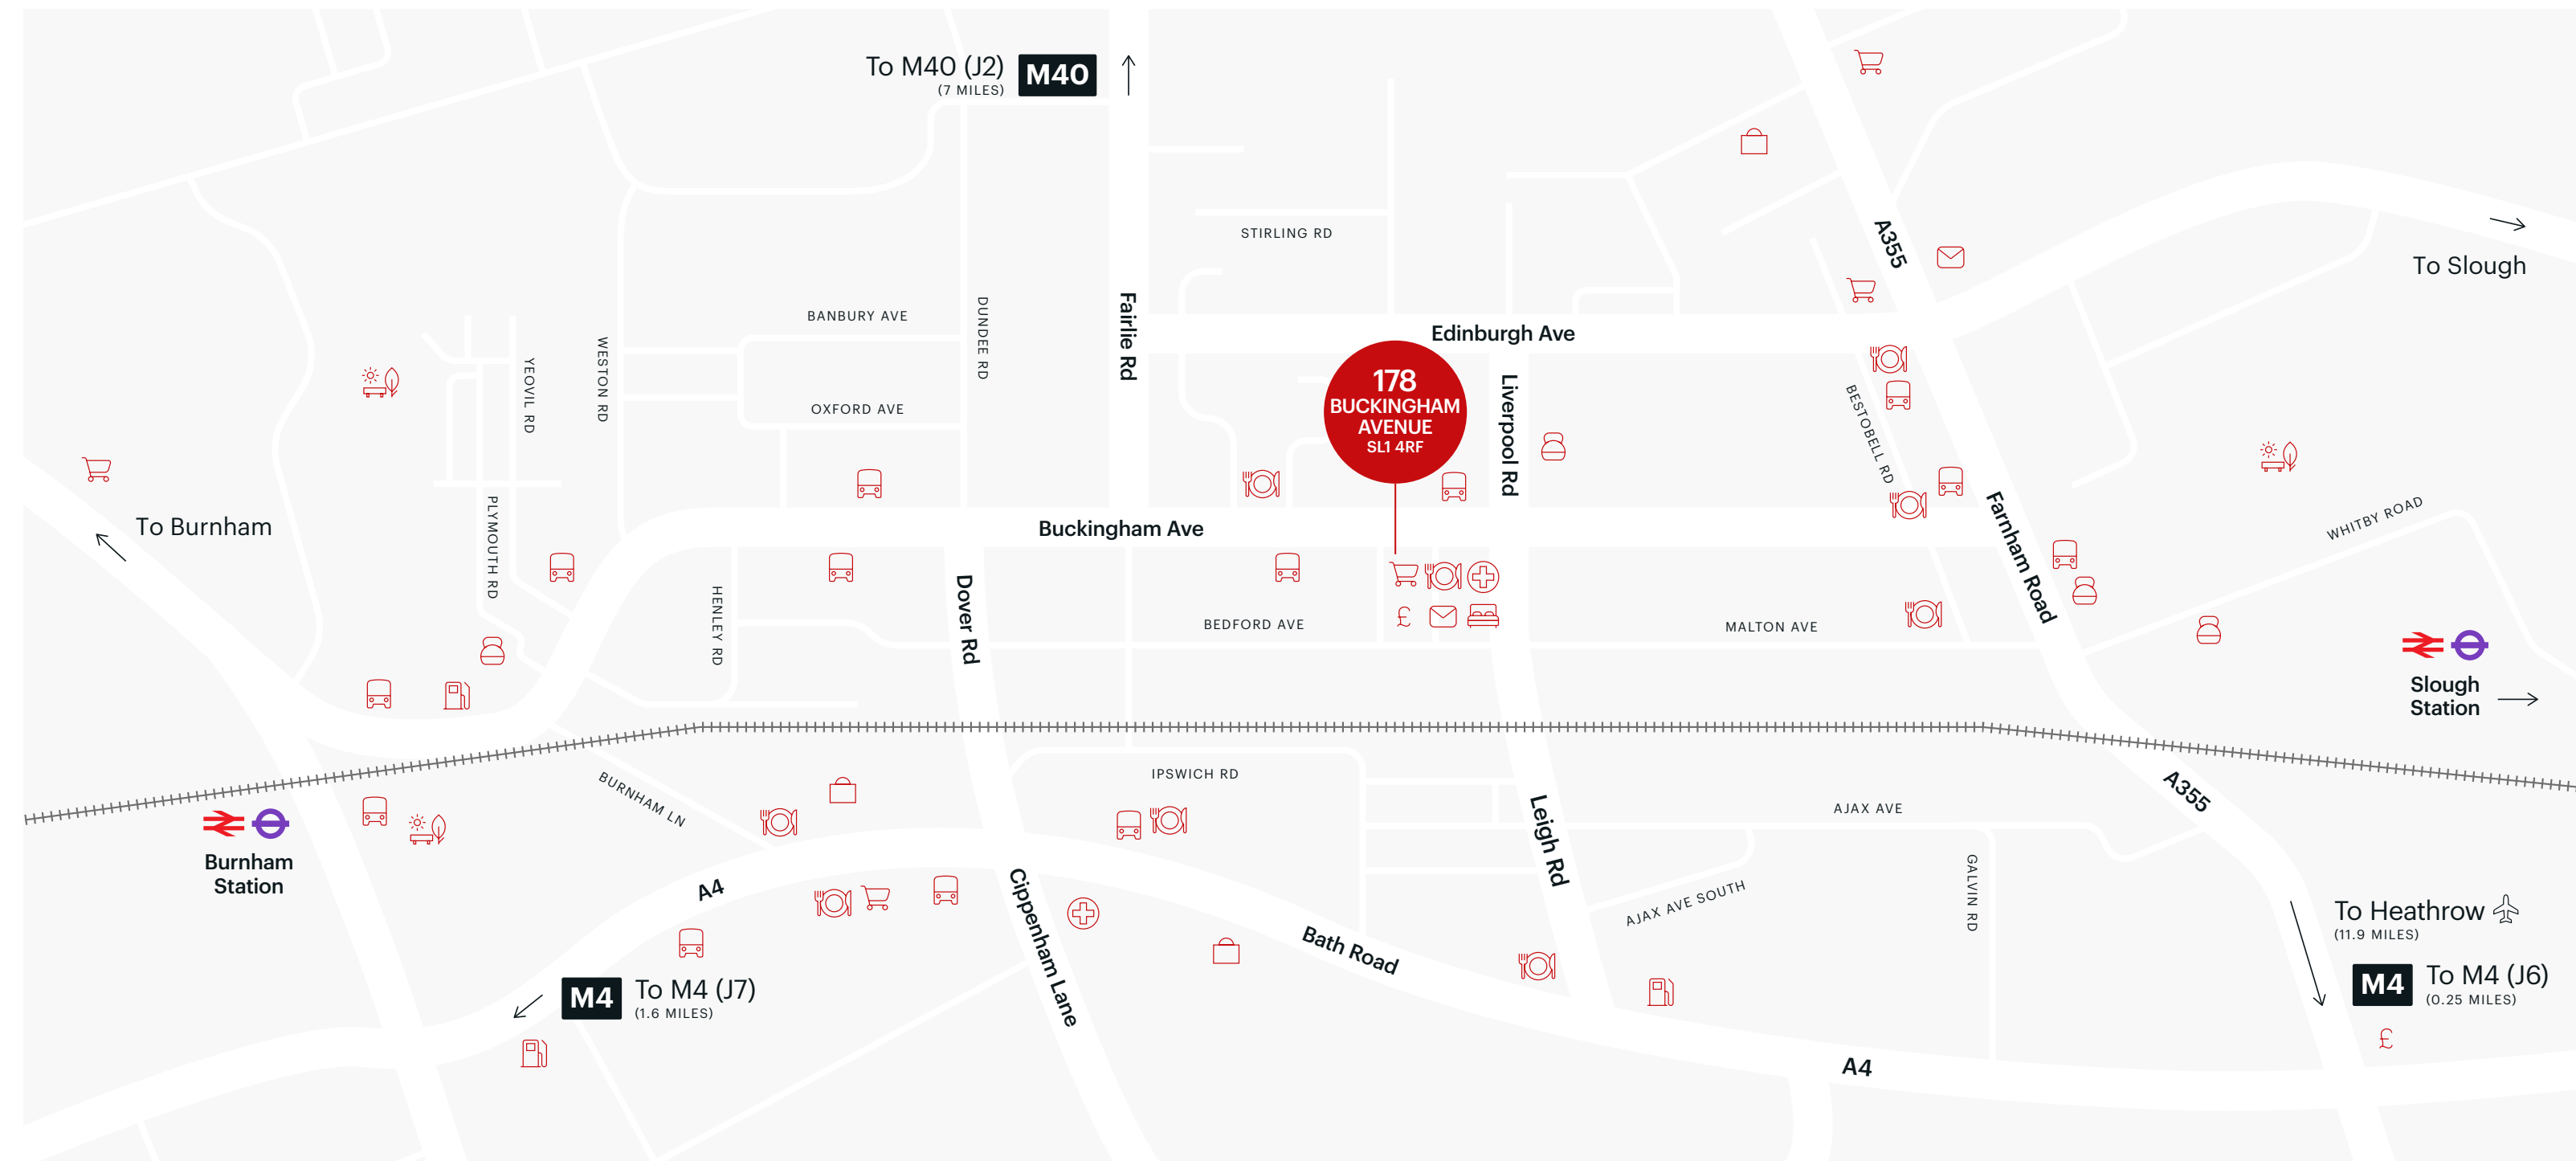 To M40 (J2)
(7 MILES)
M40
A355
To Slough
STIRLING RD
BANBURY AVE
DUNDEE RD
Fairlie Rd
Edinburgh Ave
YEOVIL RD
WESTON RD
OXFORD AVE
178
BUCKINGHAM
AVENUE
SL1 4RF
Liverpool Rd
BESTOBELL RD
To Burnham
PLYMOUTH RD
Buckingham Ave
Farnham Road
WHITBY ROAD
HENLEY RD
Dover Rd
BEDFORD AVE
£
MALTON AVE
Slough
Station
BURNHAM LN
IPSWICH RD
Leigh Rd
AJAX AVE
A355
Burnham
Station
A4
Cippenham Lane
Bath Road
AJAX AVE SOUTH
GALVIN RD
To Heathrow
(11.9 MILES)
M4
To M4 (J7)
(1.6 MILES)
M4
To M4 (J6)
(0.25 MILES)
£
A4